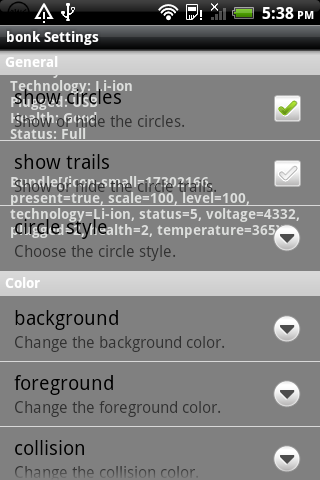 5:38 PM
bonk Settings
General
Technology: Li-ion
show circles
Plugged: USB
Health: Good
Show or hide the circles.
Status: Full
show trails
Bundle[{icon-small=17302166,
Show or hide the circle trails.
present=true, scale=100, level=100,
technology=Li-ion, status=5, voltage=4332,
circle style
health=2, temperature=365}]
Choose the circle style.
Color
background
Change the background color.
foreground
Change the foreground color.
collision
Change the collision color.